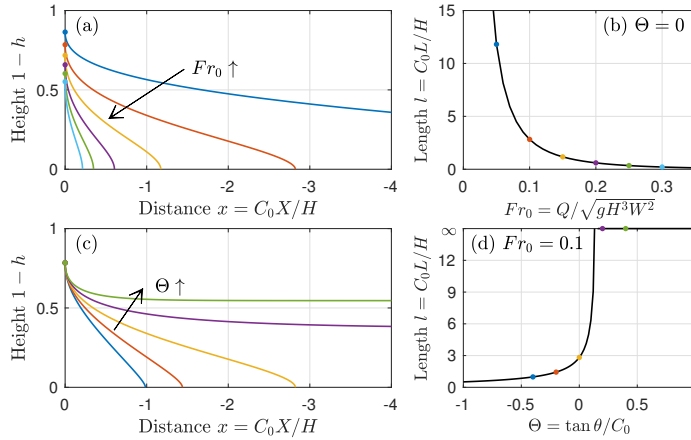 (a)
Height 1 − h
1
0.5
0
Fr₀ ↑
0 -1 -2 -3 -4
Distance x = C₀X/H
(b) Θ = 0
Length l = C₀L/H
15
10
5
0
0 0.1 0.2 0.3
Fr₀ = Q/√gH³W²
(c)
Height 1 − h
1
0.5
0
Θ ↑
0 -1 -2 -3 -4
Distance x = C₀X/H
(d) Fr₀ = 0.1
Length l = C₀L/H
∞
12
9
6
3
0
-1 -0.5 0 0.5
Θ = tan θ/C₀